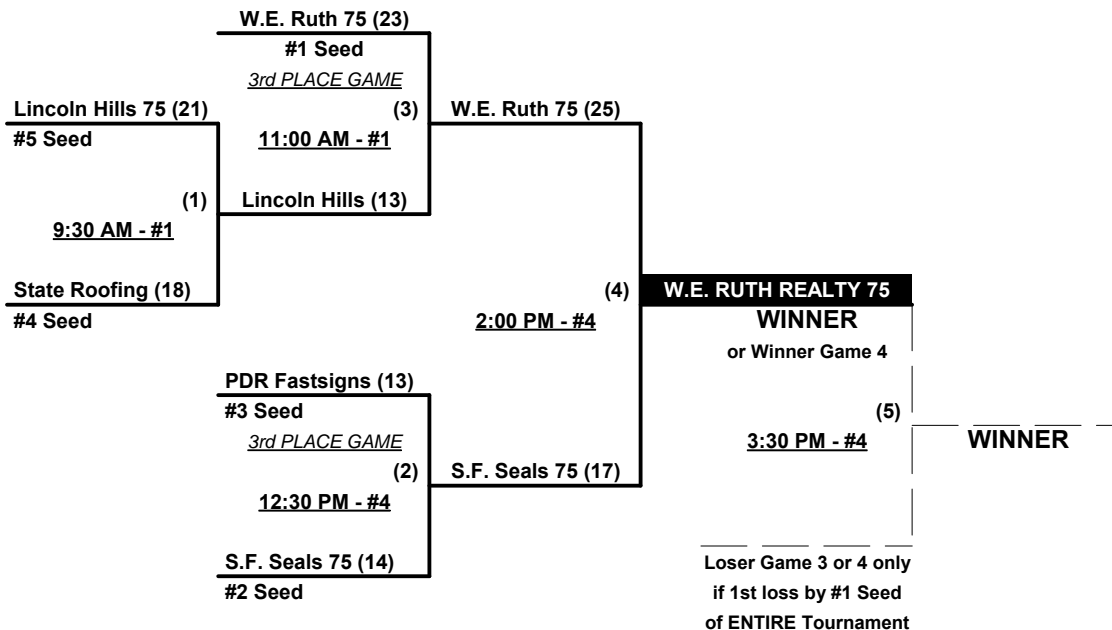 W.E. Ruth 75 (23)
#1 Seed
3rd PLACE GAME
Lincoln Hills 75 (21)
(3)
W.E. Ruth 75 (25)
#5 Seed
11:00 AM - #1
(1)
Lincoln Hills (13)
9:30 AM - #1
State Roofing (18)
(4)
W.E. RUTH REALTY 75
#4 Seed
2:00 PM - #4
WINNER
or Winner Game 4
PDR Fastsigns (13)
#3 Seed
(5)
3rd PLACE GAME
3:30 PM - #4
WINNER
(2)
S.F. Seals 75 (17)
12:30 PM - #4
S.F. Seals 75 (14)
Loser Game 3 or 4 only
#2 Seed
if 1st loss by #1 Seed
of ENTIRE Tournament